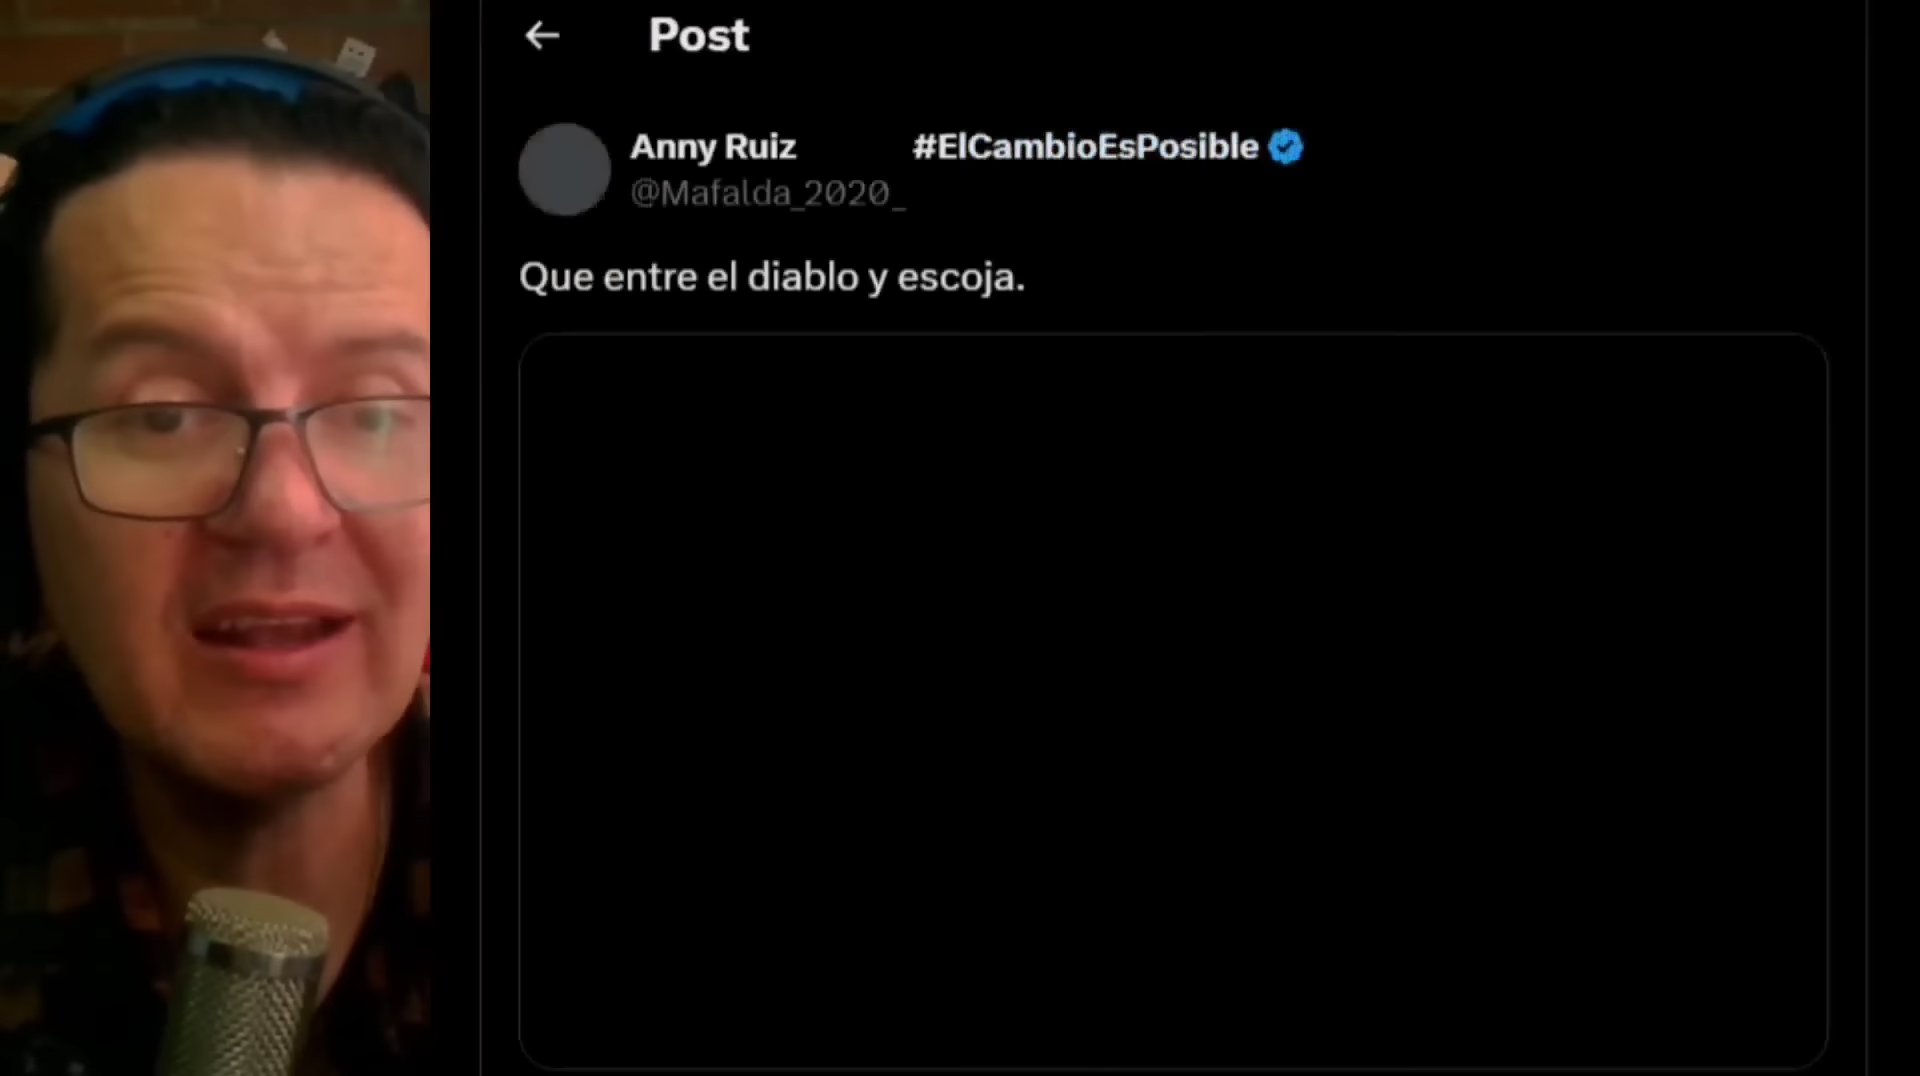 Post
Anny Ruiz #ElCambioEsPosible
@Mafalda_2020_
Que entre el diablo y escoja.